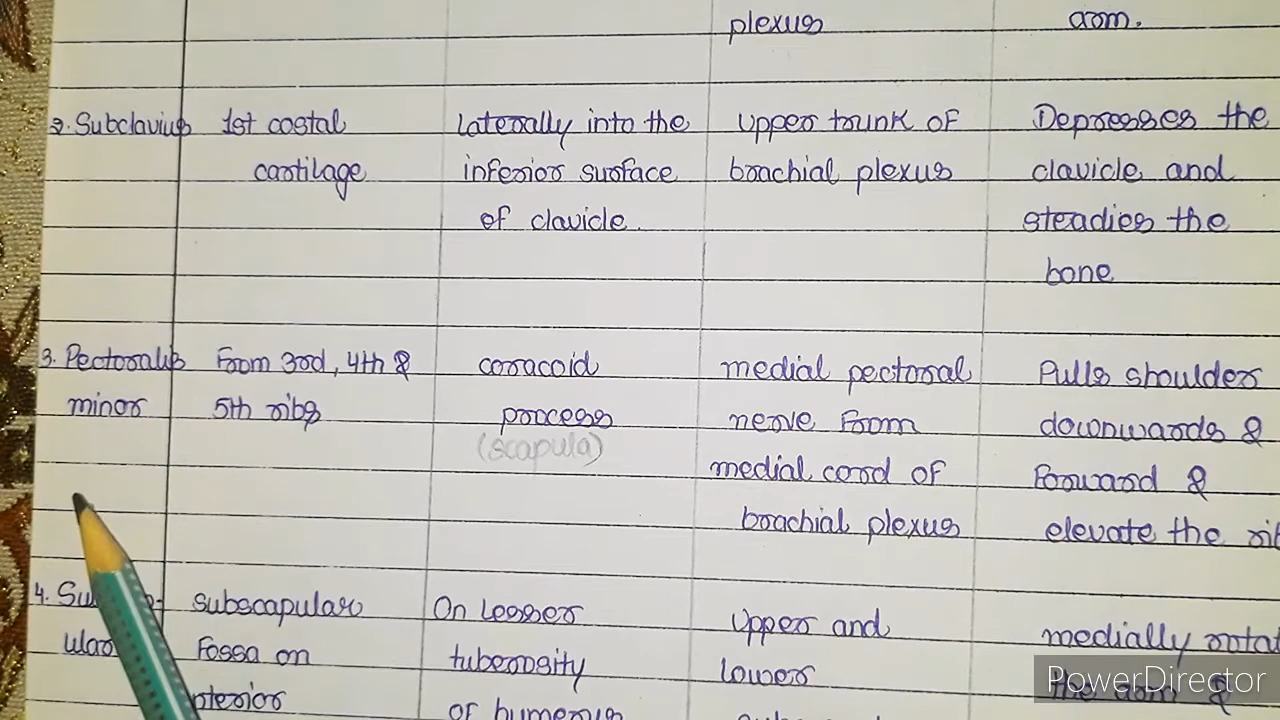 plexus
arm.
2. Subclavius
1st costal
cartilage
Laterally into the
inferior surface
of clavicle.
Upper trunk of
brachial plexus
Depresses the
clavicle and
steadies the
bone
3. Pectoralis
minor
From 3rd, 4th &
5th ribs
coracoid
process
(scapula)
medial pectoral
nerve from
medial cord of
brachial plexus
Pulls shoulder
downwards &
Forward &
elevate the
4.
subscapular
Fossa on
On Lesser
tuberosity
of humerus
Upper and
lower
medially
the arm &
PowerDirector